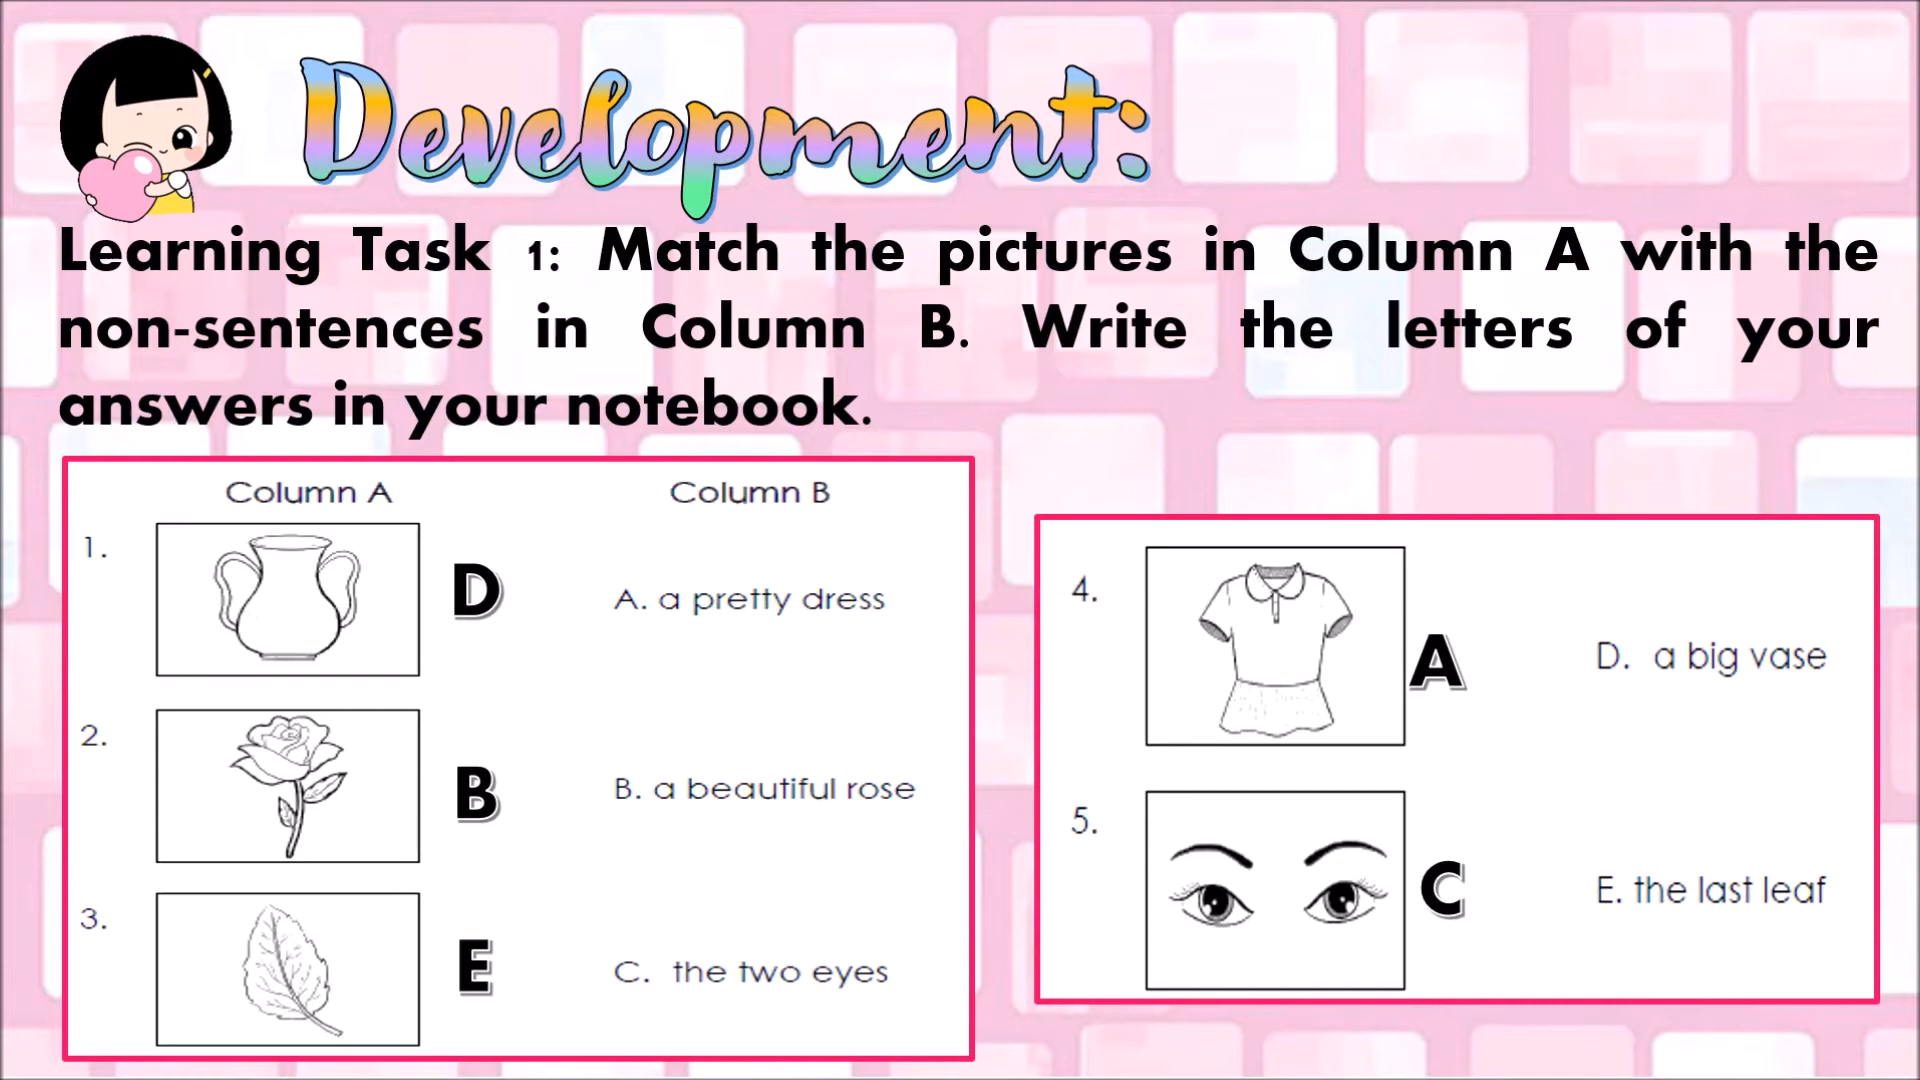 Development:
Learning Task 1: Match the pictures in Column A with the
non-sentences in Column B. Write the letters of your
answers in your notebook.
Column A Column B
1.
D
A. a pretty dress
2.
B
B. a beautiful rose
3.
E
C. the two eyes
4.
A
D. a big vase
5.
C
E. the last leaf